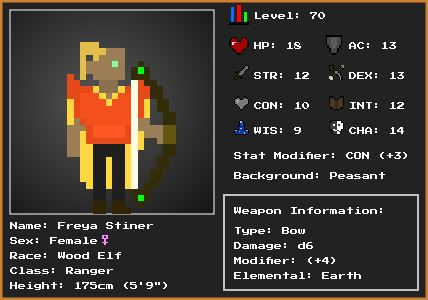 Level: 70
HP: 18
AC: 13
STR: 12
DEX: 13
CON: 10
INT: 12
WIS: 9
CHA: 14
Stat Modifier: CON (+3)
Background: Peasant
Name: Freya Stiner
Sex: Female♀
Race: Wood Elf
Class: Ranger
Height: 175cm (5'9")
Weapon Information:
Type: Bow
Damage: d6
Modifier: (+4)
Elemental: Earth